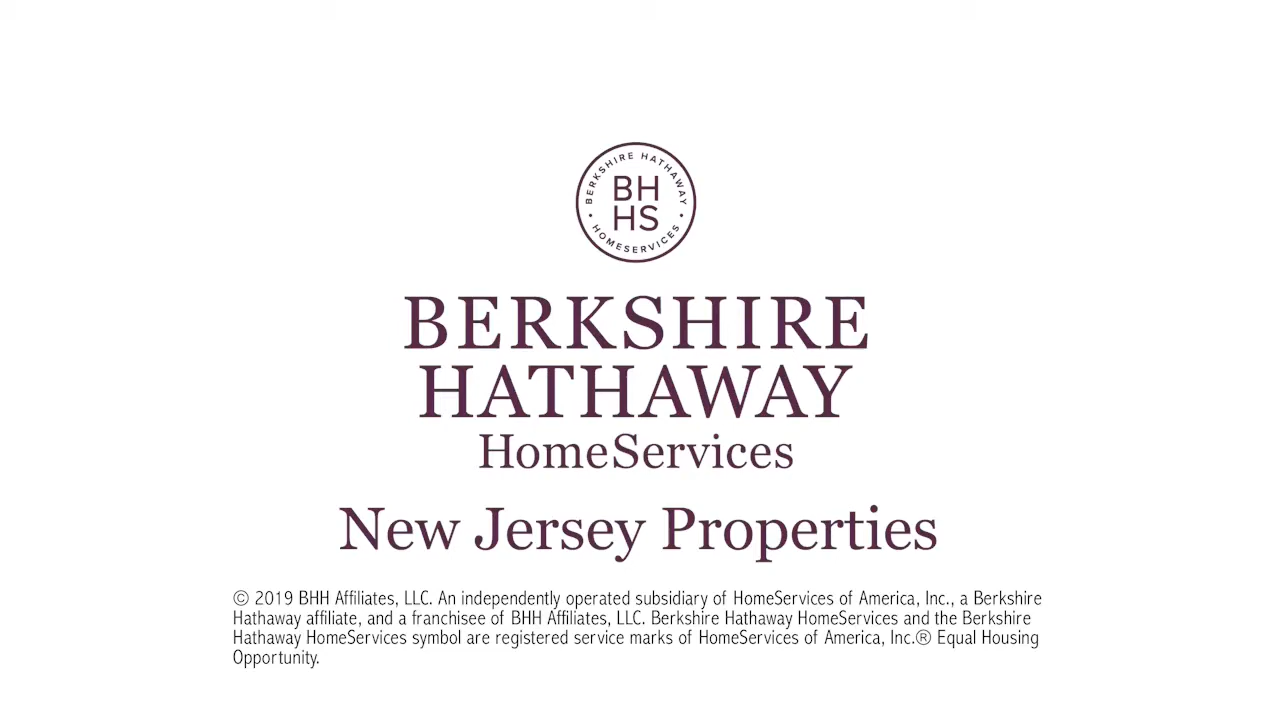 BERKSHIRE HATHAWAY
BH
HS
HOMESERVICES
BERKSHIRE
HATHAWAY
HomeServices
New Jersey Properties
© 2019 BHH Affiliates, LLC. An independently operated subsidiary of HomeServices of America, Inc., a Berkshire
Hathaway affiliate, and a franchisee of BHH Affiliates, LLC. Berkshire Hathaway HomeServices and the Berkshire
Hathaway HomeServices symbol are registered service marks of HomeServices of America, Inc.® Equal Housing
Opportunity.